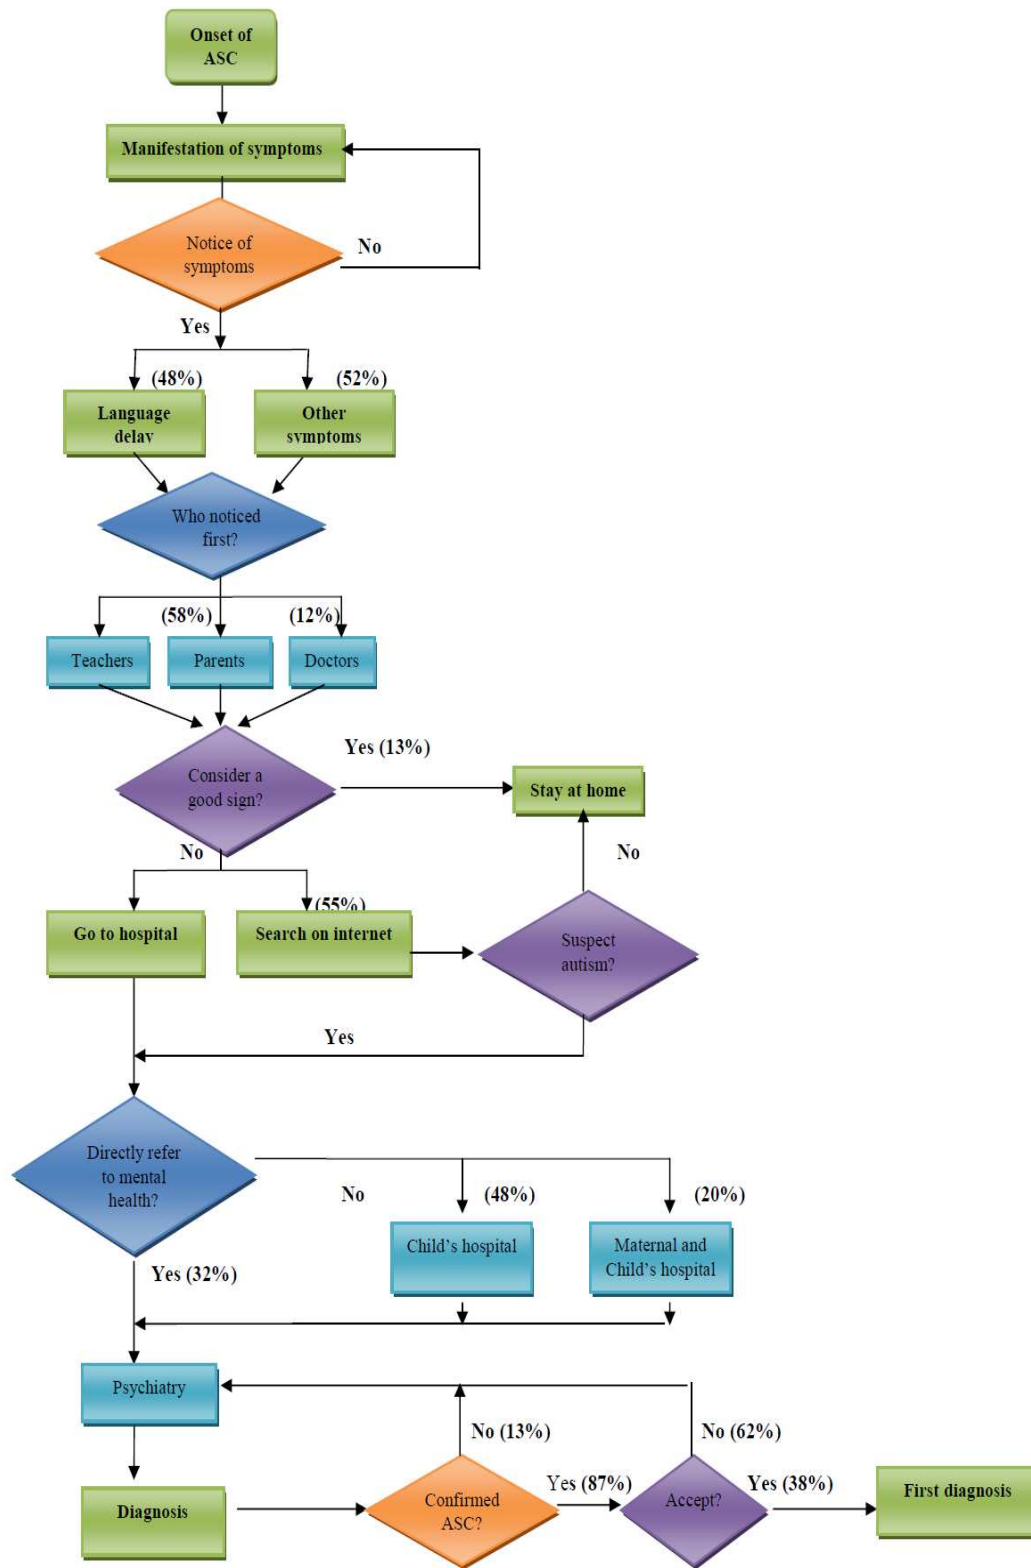 Onset of
ASC
Manifestation of symptoms
Notice of
symptoms
No
Yes
(48%)
(52%)
Language
delay
Other
symptoms
Who noticed
first?
(58%)
(12%)
Teachers
Parents
Doctors
Yes (13%)
Consider a
good sign?
Stay at home
No
No
(55%)
Go to hospital
Search on internet
Suspect
autism?
Yes
Directly refer
to mental
health?
No
(48%)
(20%)
Child's hospital
Maternal and
Child's hospital
Yes (32%)
Psychiatry
No (13%)
No (62%)
Diagnosis
Confirmed
ASC?
Yes (87%)
Accept?
Yes (38%)
First diagnosis